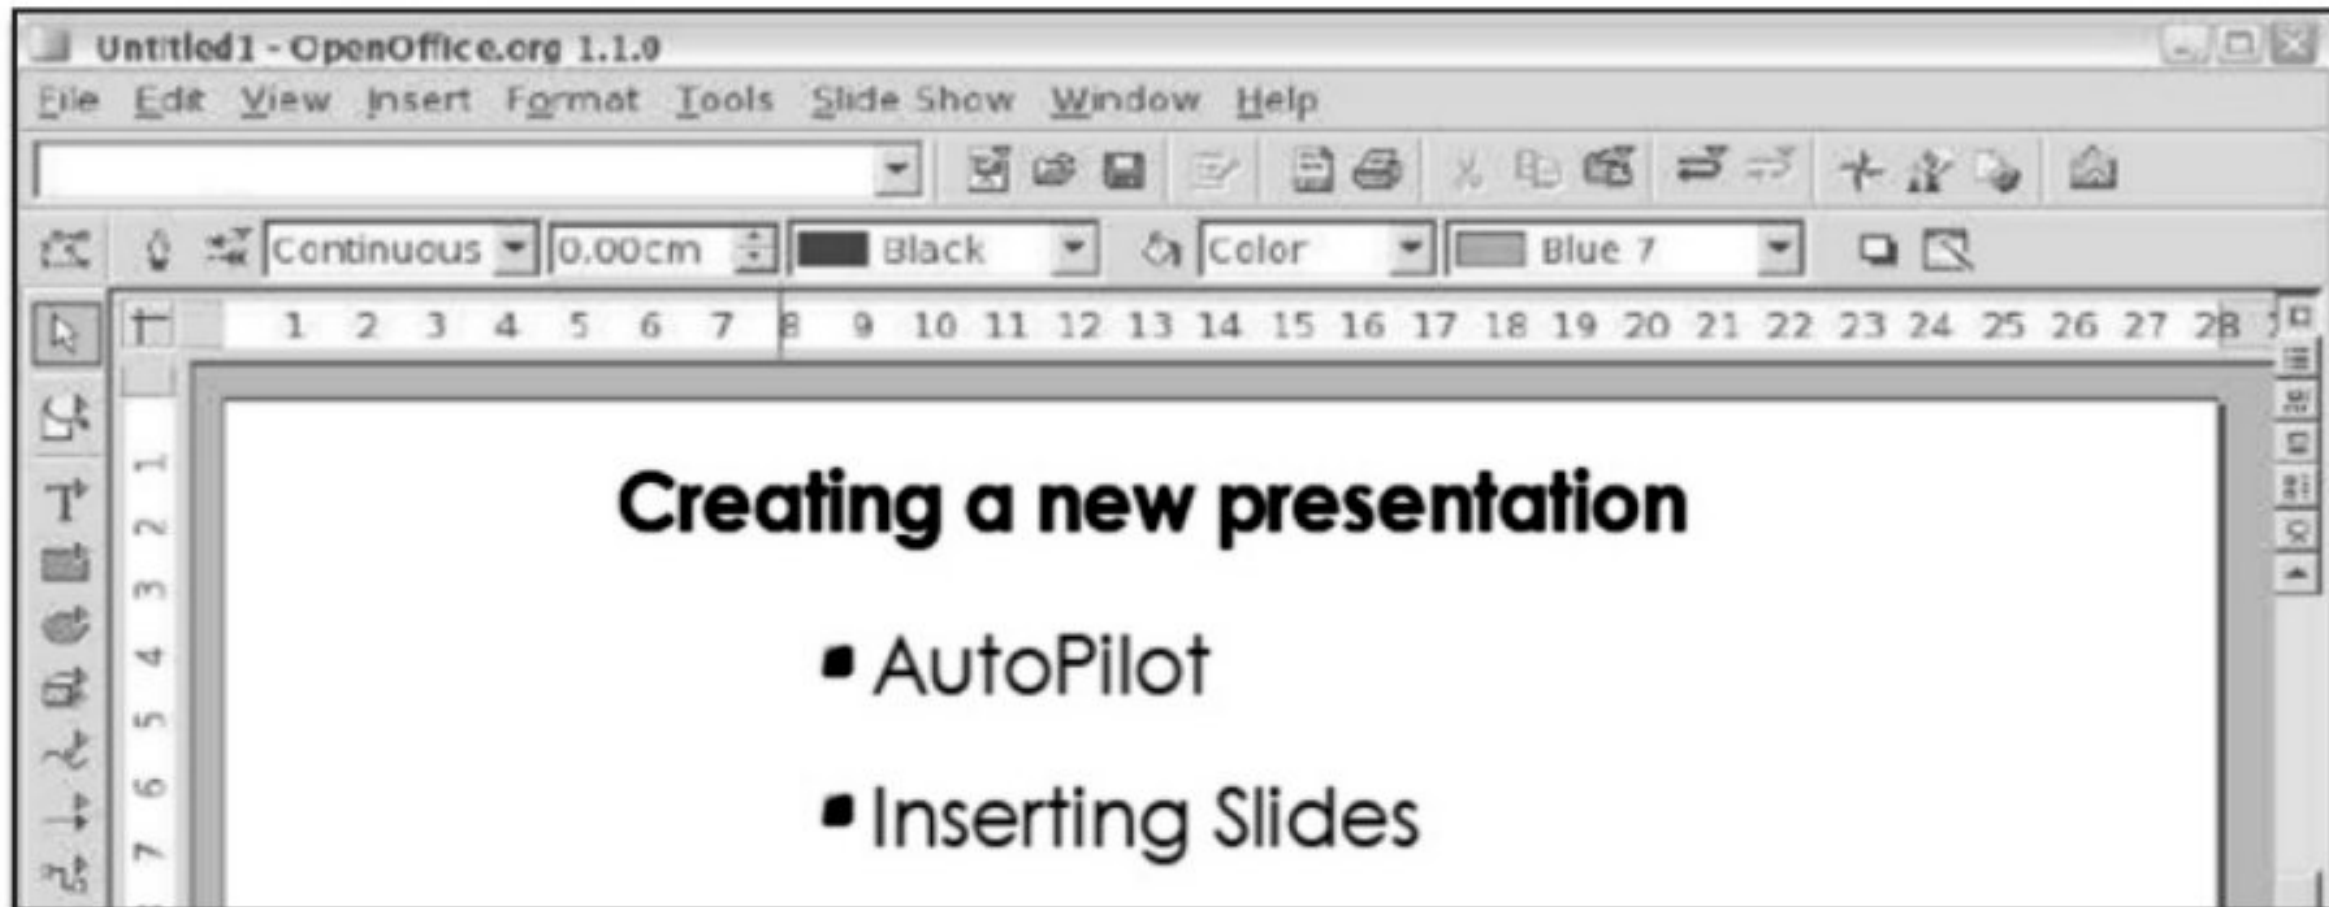 Untitled1 - OpenOffice.org 1.1.0
File Edit View Insert Format Tools Slide Show Window Help
Continuous 0.00cm Black Color Blue 7
1 2 3 4 5 6 7 8 9 10 11 12 13 14 15 16 17 18 19 20 21 22 23 24 25 26 27 28
Creating a new presentation
1
2
3
▪ AutoPilot
4
5
▪ Inserting Slides
6
7